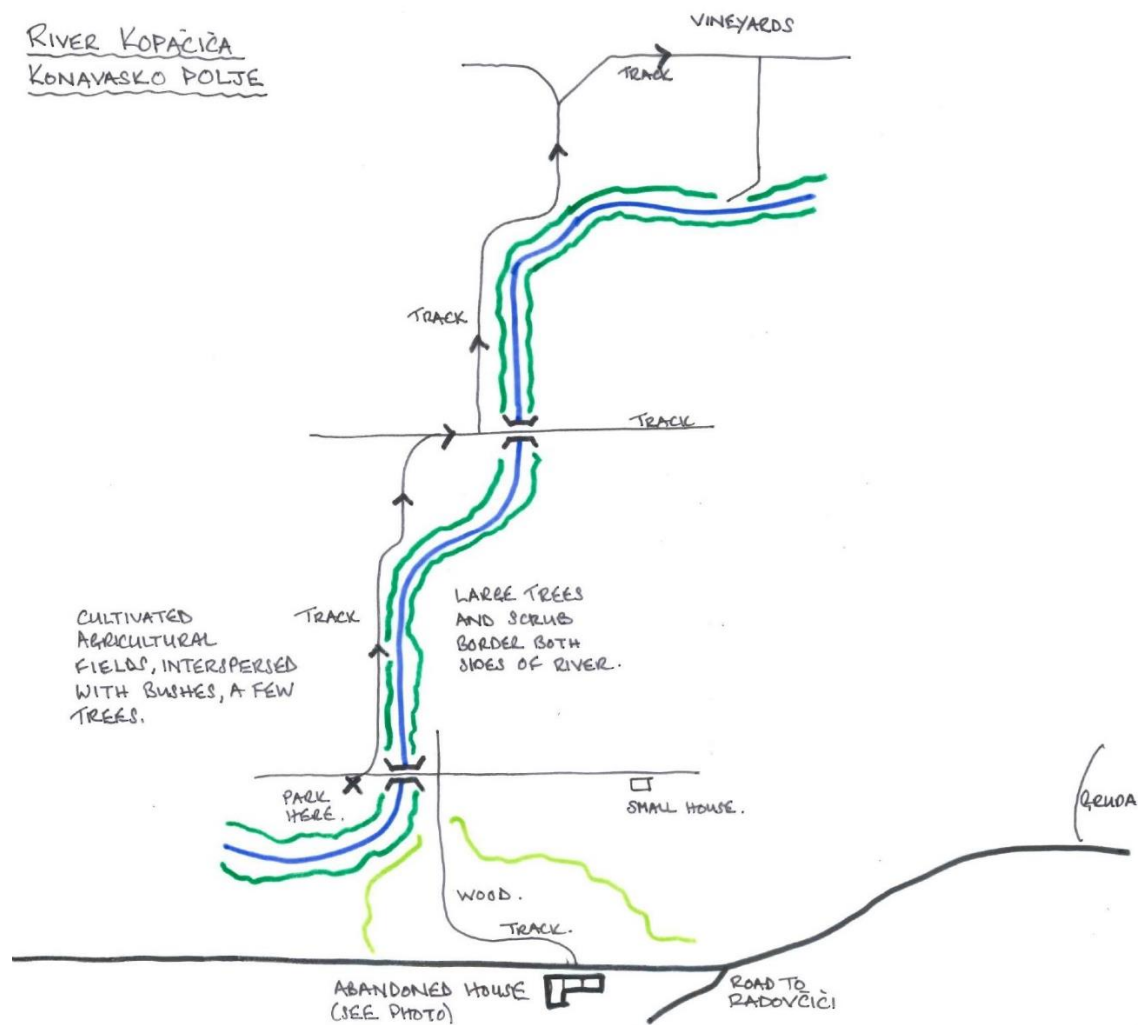 RIVER KOPAČIČA
KONAVASKO POLJE
VINEYARDS
TRACK
TRACK
TRACK
CULTIVATED
AGRICULTURAL
FIELDS, INTERSPERSED
WITH BUSHES, A FEW
TREES.
TRACK
LARGE TREES
AND SCRUB
BORDER BOTH
SIDES OF RIVER.
PARK
HERE.
SMALL HOUSE.
GRUDA
WOOD.
TRACK.
ABANDONED HOUSE
(SEE PHOTO)
ROAD TO
RADOVČIČI